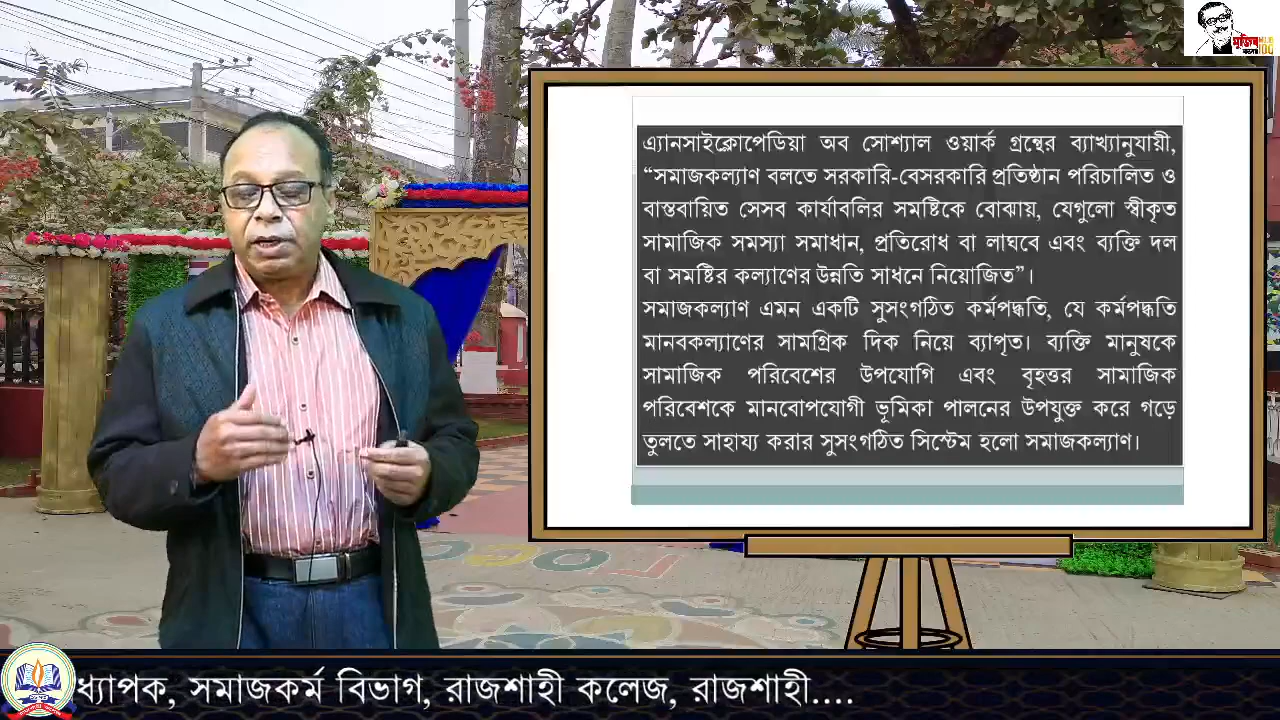 মুজিব
এ্যানসাইক্লোপেডিয়া অব সোশ্যাল ওয়ার্ক গ্রন্থের ব্যাখ্যানুযায়ী,
“সমাজকল্যাণ বলতে সরকারি-বেসরকারি প্রতিষ্ঠান পরিচালিত ও
বাস্তবায়িত সেসব কার্যাবলির সমষ্টিকে বোঝায়, যেগুলো স্বীকৃত
সামাজিক সমস্যা সমাধান, প্রতিরোধ বা লাঘবে এবং ব্যক্তি দল
বা সমষ্টির কল্যাণের উন্নতি সাধনে নিয়োজিত”।
সমাজকল্যাণ এমন একটি সুসংগঠিত কর্মপদ্ধতি, যে কর্মপদ্ধতি
মানবকল্যাণের সামগ্রিক দিক নিয়ে ব্যাপৃত। ব্যক্তি মানুষকে
সামাজিক পরিবেশের উপযোগি এবং বৃহত্তর সামাজিক
পরিবেশকে মানবোপযোগী ভূমিকা পালনের উপযুক্ত করে গড়ে
তুলতে সাহায্য করার সুসংগঠিত সিস্টেম হলো সমাজকল্যাণ।
ধ্যাপক, সমাজকর্ম বিভাগ, রাজশাহী কলেজ, রাজশাহী....